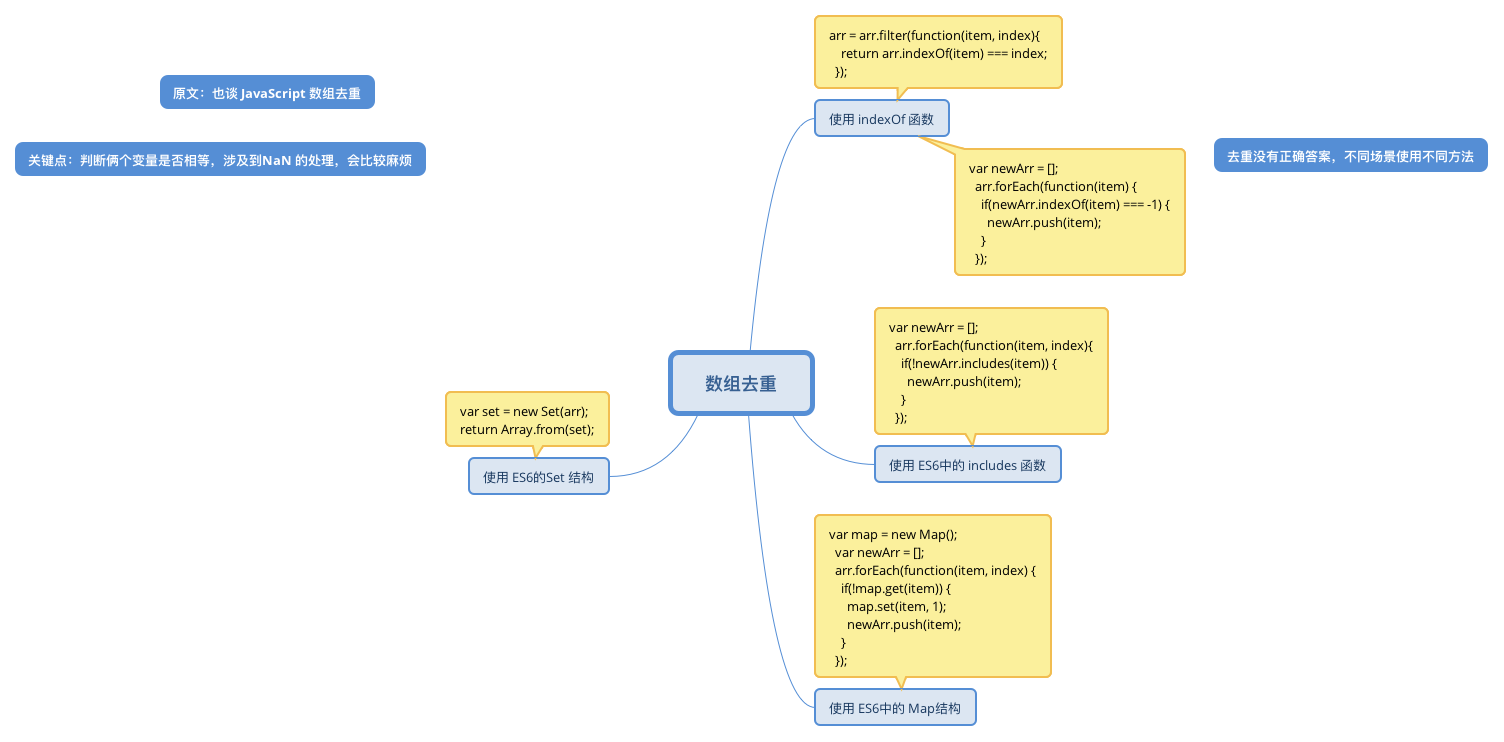 arr = arr.filter(function(item, index){
return arr.indexOf(item) === index;
});
原文：也谈 JavaScript 数组去重
使用 indexOf 函数
关键点：判断俩个变量是否相等，涉及到NaN 的处理，会比较麻烦
去重没有正确答案，不同场景使用不同方法
var newArr = [];
arr.forEach(function(item) {
if(newArr.indexOf(item) === -1) {
newArr.push(item);
}
});
var newArr = [];
arr.forEach(function(item, index){
if(!newArr.includes(item)) {
newArr.push(item);
}
});
数组去重
var set = new Set(arr);
return Array.from(set);
使用 ES6中的 includes 函数
使用 ES6的Set 结构
var map = new Map();
var newArr = [];
arr.forEach(function(item, index) {
if(!map.get(item)) {
map.set(item, 1);
newArr.push(item);
}
});
使用 ES6中的 Map结构